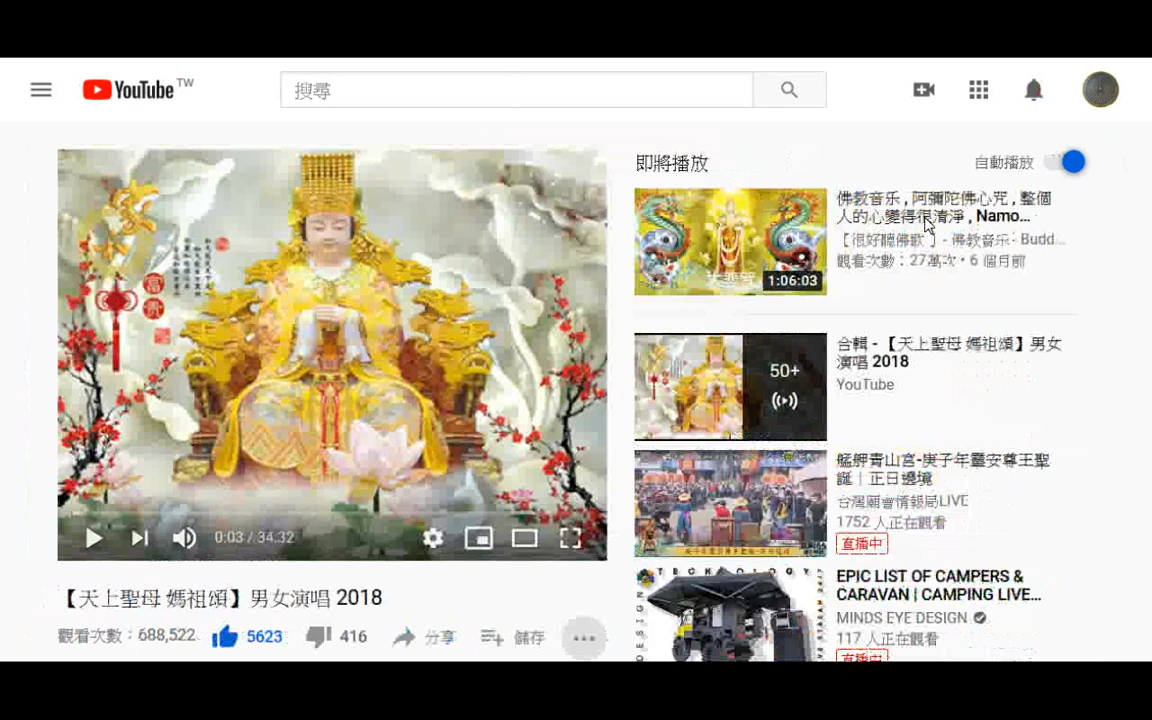 YouTube TW
搜尋
即將播放
自動播放
佛教音乐 , 阿彌陀佛心咒 , 整個
人的心變得很清淨 , Namo...
【很好聽佛歌 】- 佛教音乐 - Budd...
觀看次數：27萬次 • 6 個月前
1:06:03
合輯 - 【天上聖母 媽祖頌】男女
演唱 2018
YouTube
50+
艋舺青山宮-庚子年靈安尊王聖
誕｜正日遶境
台灣廟會情報局LIVE
1752 人正在觀看
直播中
EPIC LIST OF CAMPERS &
CARAVAN | CAMPING LIVE...
MINDS EYE DESIGN
117 人正在觀看
直播中
TECHNOLOGY
DESIGN
富
貴
0:03 / 34:32
【天上聖母 媽祖頌】男女演唱 2018
觀看次數：688,522
5623
416
分享
儲存